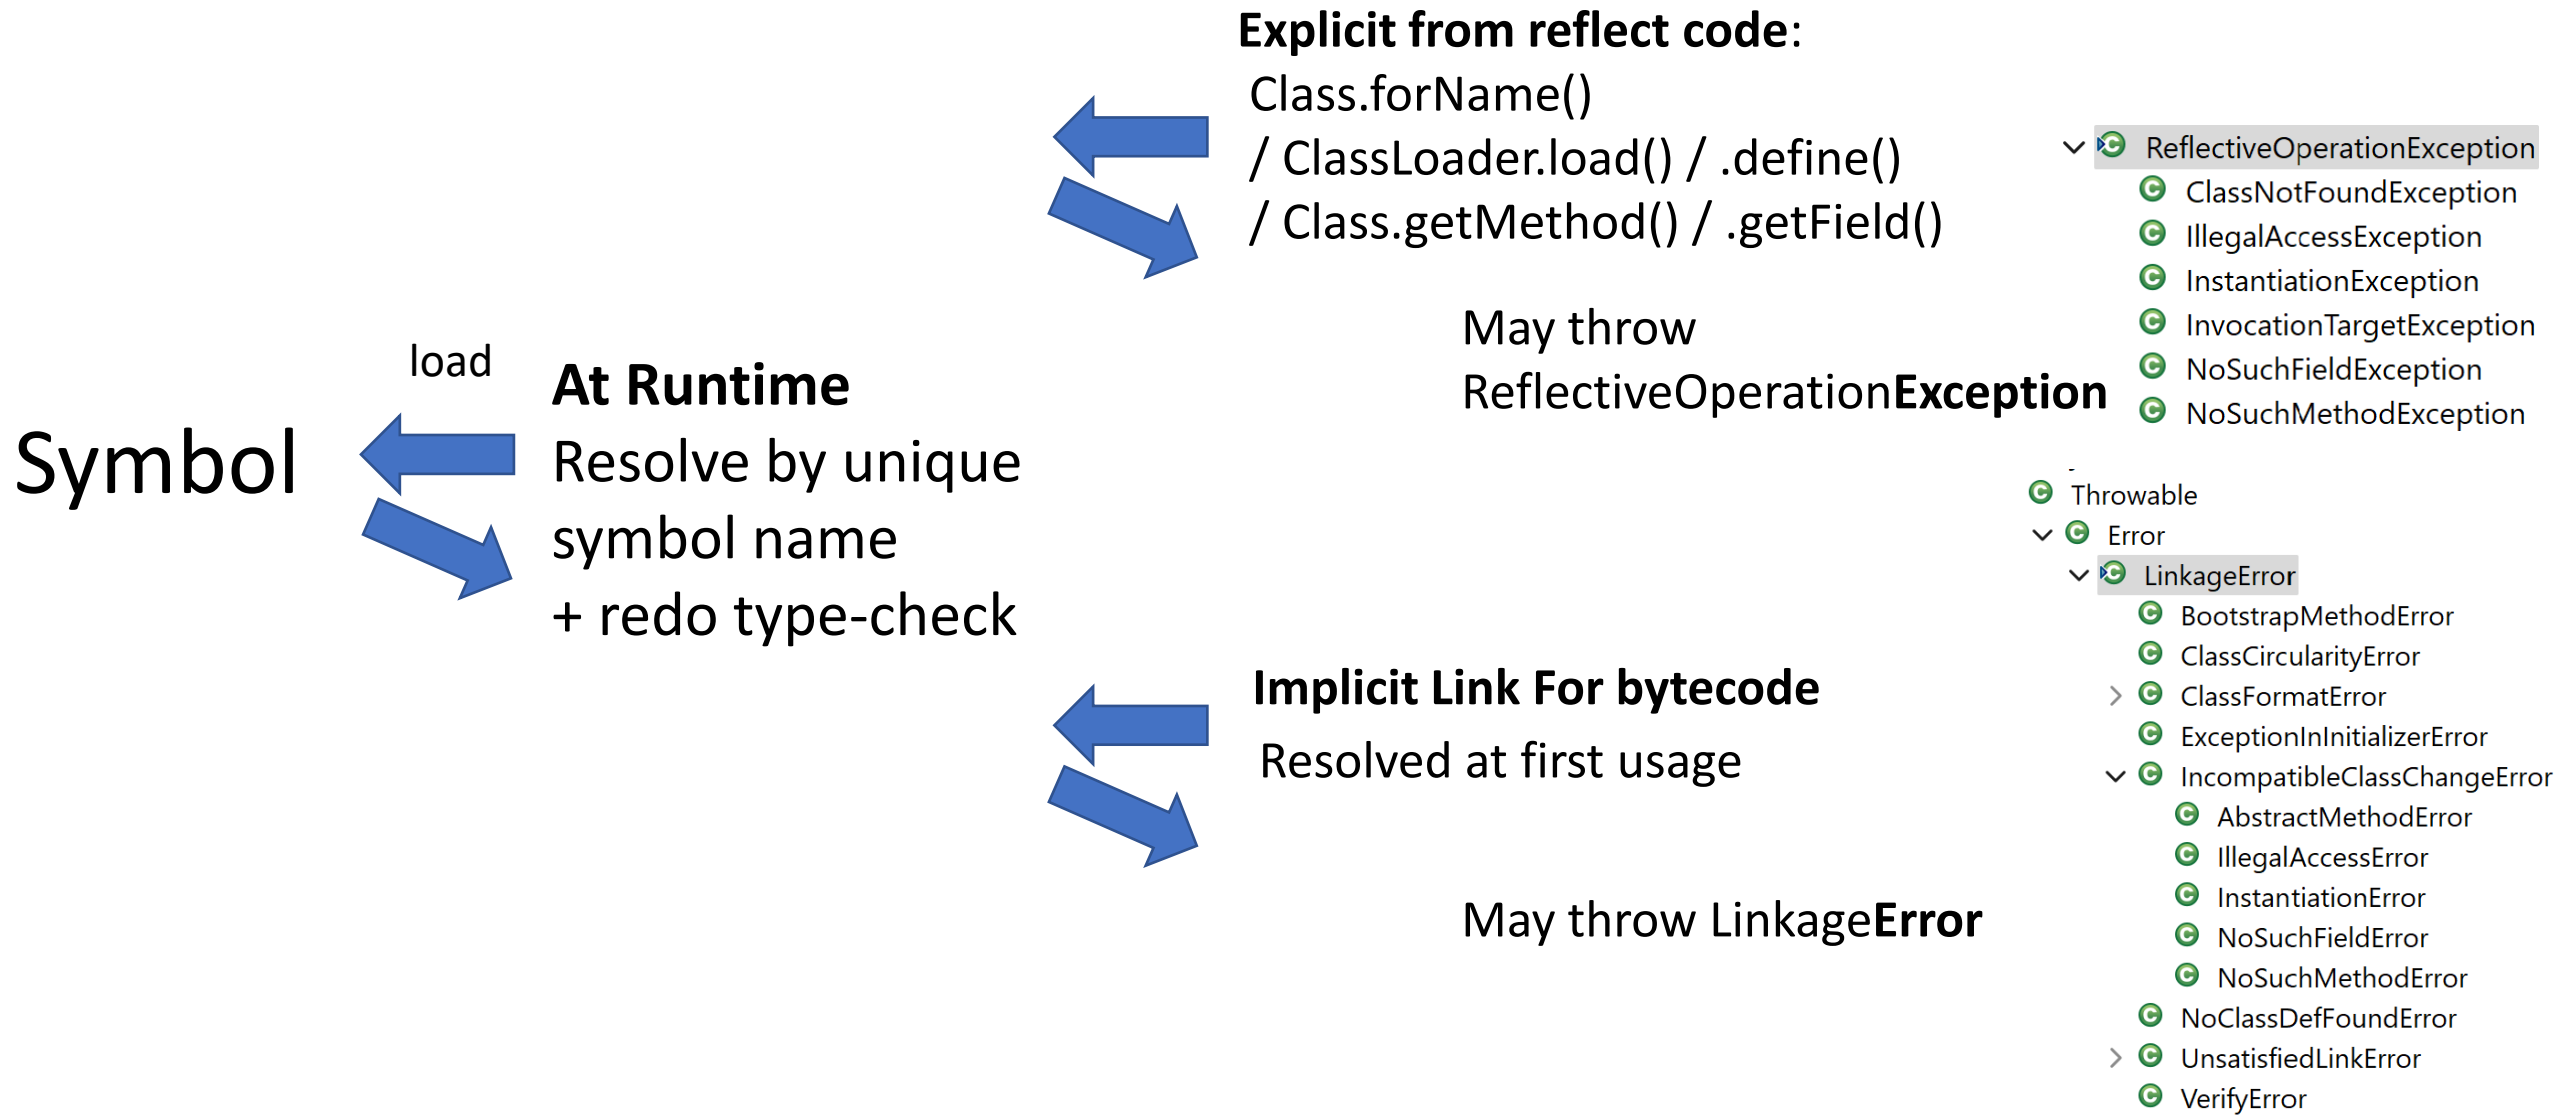 Explicit from reflect code:
Class.forName()
/ ClassLoader.load() / .define()
/ Class.getMethod() / .getField()
May throw
ReflectiveOperationException
ReflectiveOperationException
ClassNotFoundException
IllegalAccessException
InstantiationException
InvocationTargetException
NoSuchFieldException
NoSuchMethodException
load
Symbol
At Runtime
Resolve by unique
symbol name
+ redo type-check
Implicit Link For bytecode
Resolved at first usage
May throw LinkageError
Throwable
Error
LinkageError
BootstrapMethodError
ClassCircularityError
ClassFormatError
ExceptionInInitializerError
IncompatibleClassChangeError
AbstractMethodError
IllegalAccessError
InstantiationError
NoSuchFieldError
NoSuchMethodError
NoClassDefFoundError
UnsatisfiedLinkError
VerifyError